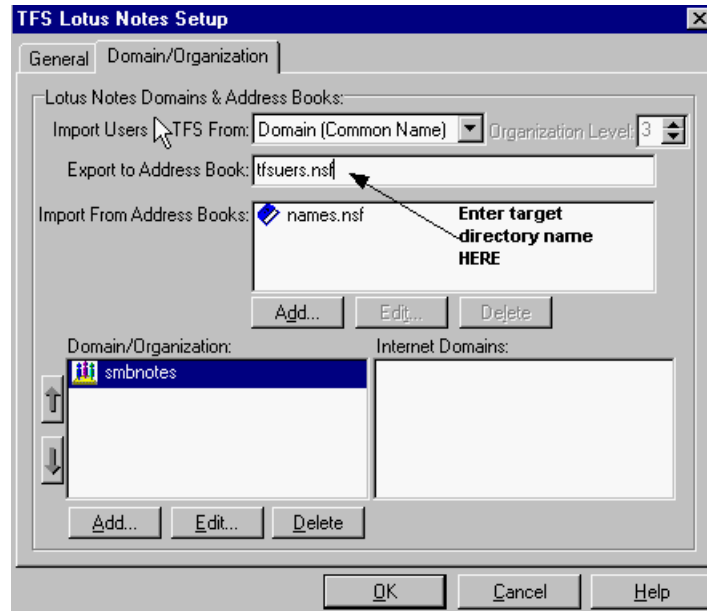 TFS Lotus Notes Setup
General Domain/Organization
Lotus Notes Domains & Address Books:
Import Users TFS From: Domain (Common Name) Organization Level: 3
Export to Address Book: tfsuers.nsf
Import From Address Books: names.nsf
Enter target
directory name
HERE
Add... Edit... Delete
Domain/Organization: Internet Domains:
smbnotes
Add... Edit... Delete
OK Cancel Help